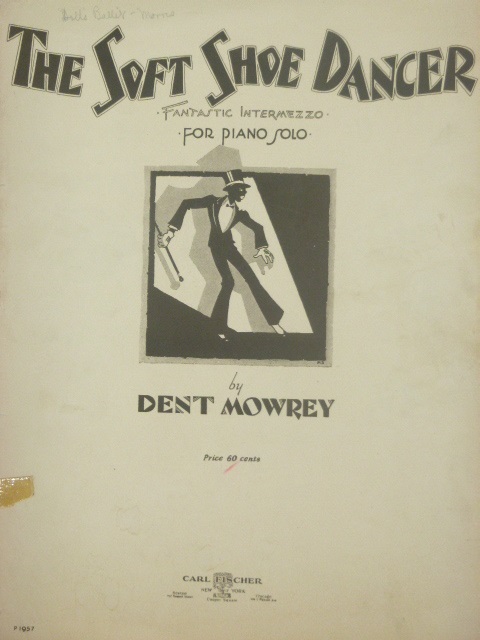 THE SOFT SHOE DANCER
FANTASTIC INTERMEZZO
FOR PIANO SOLO
by
DENT MOWREY
Price 60 cents
CARL FISCHER
NEW YORK
P 1957